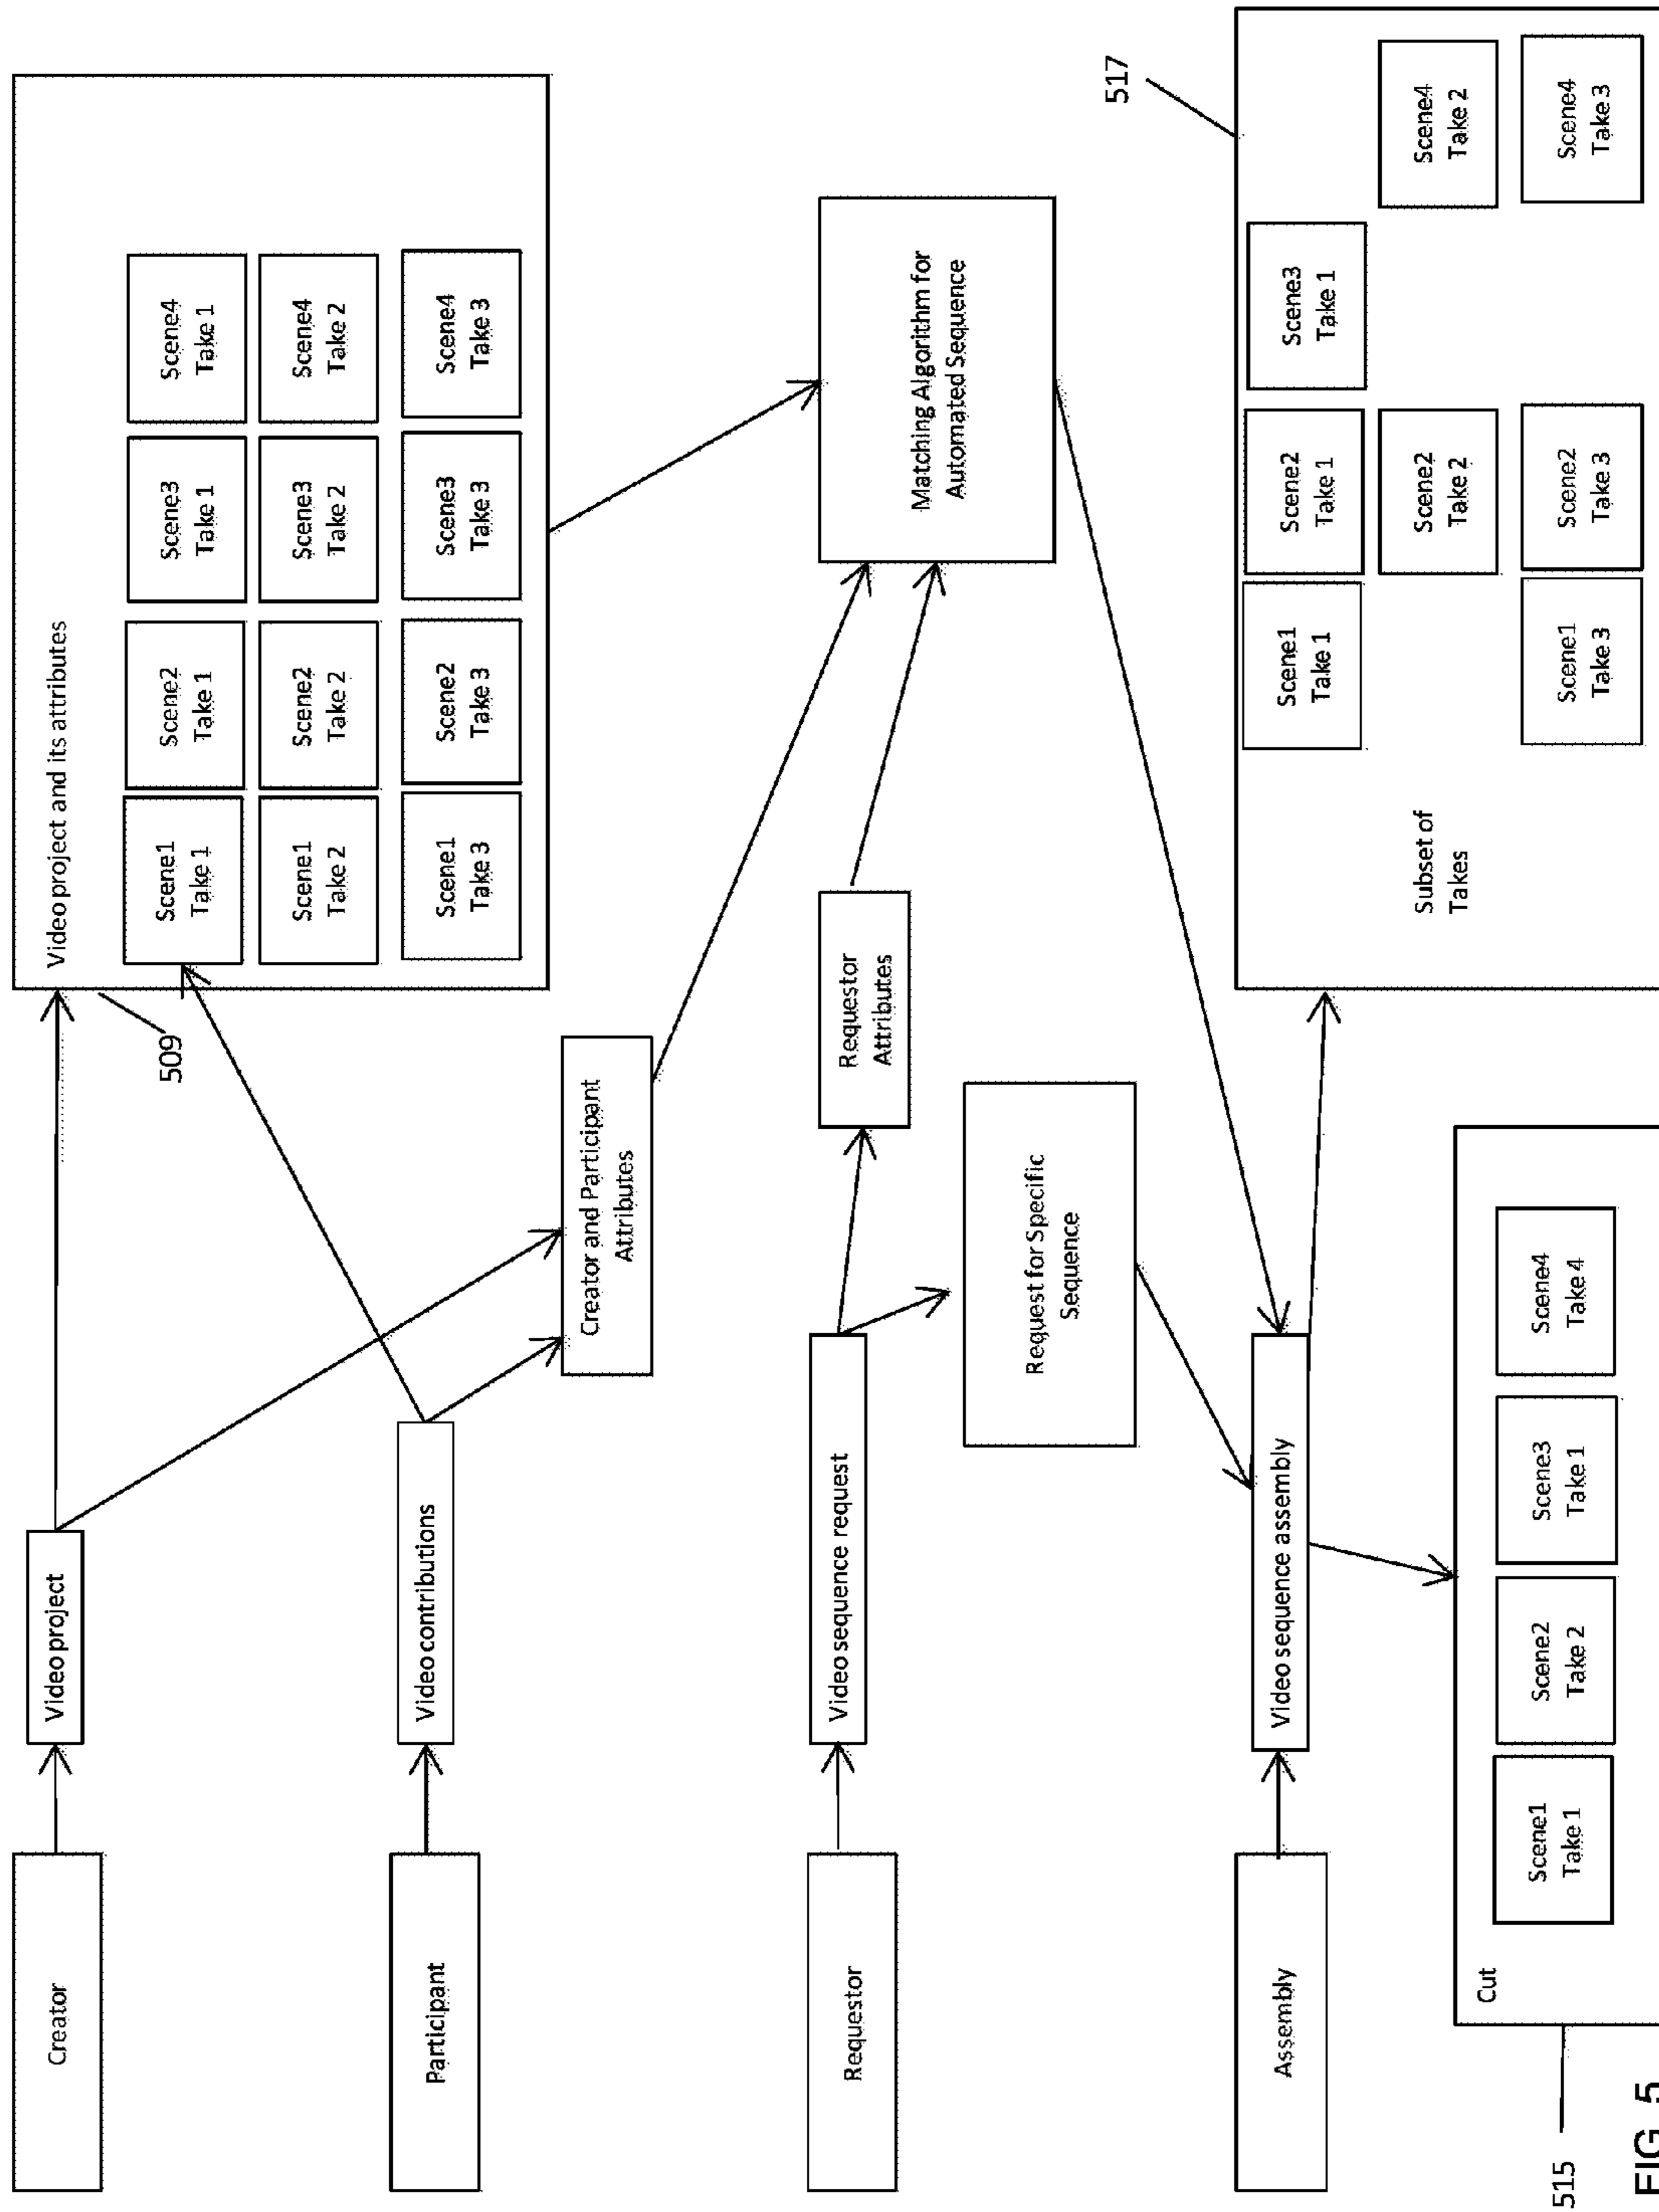 Creator
Video project
Video project and its attributes
Scene1
Take 1
Scene2
Take 1
Scene3
Take 1
Scene4
Take 1
Scene1
Take 2
Scene2
Take 2
Scene3
Take 2
Scene4
Take 2
Scene1
Take 3
Scene2
Take 3
Scene3
Take 3
Scene4
Take 3
509
Participant
Video contributions
Creator and Participant
Attributes
Requestor
Video sequence request
Requestor
Attributes
Matching Algorithm for
Automated Sequence
Request for Specific
Sequence
517
Assembly
Video sequence assembly
Subset of
Takes
Scene1
Take 1
Scene2
Take 1
Scene3
Take 1
Scene2
Take 2
Scene4
Take 2
Scene1
Take 3
Scene2
Take 3
Scene4
Take 3
Cut
Scene1
Take 1
Scene2
Take 2
Scene3
Take 1
Scene4
Take 4
515
FIG. 5